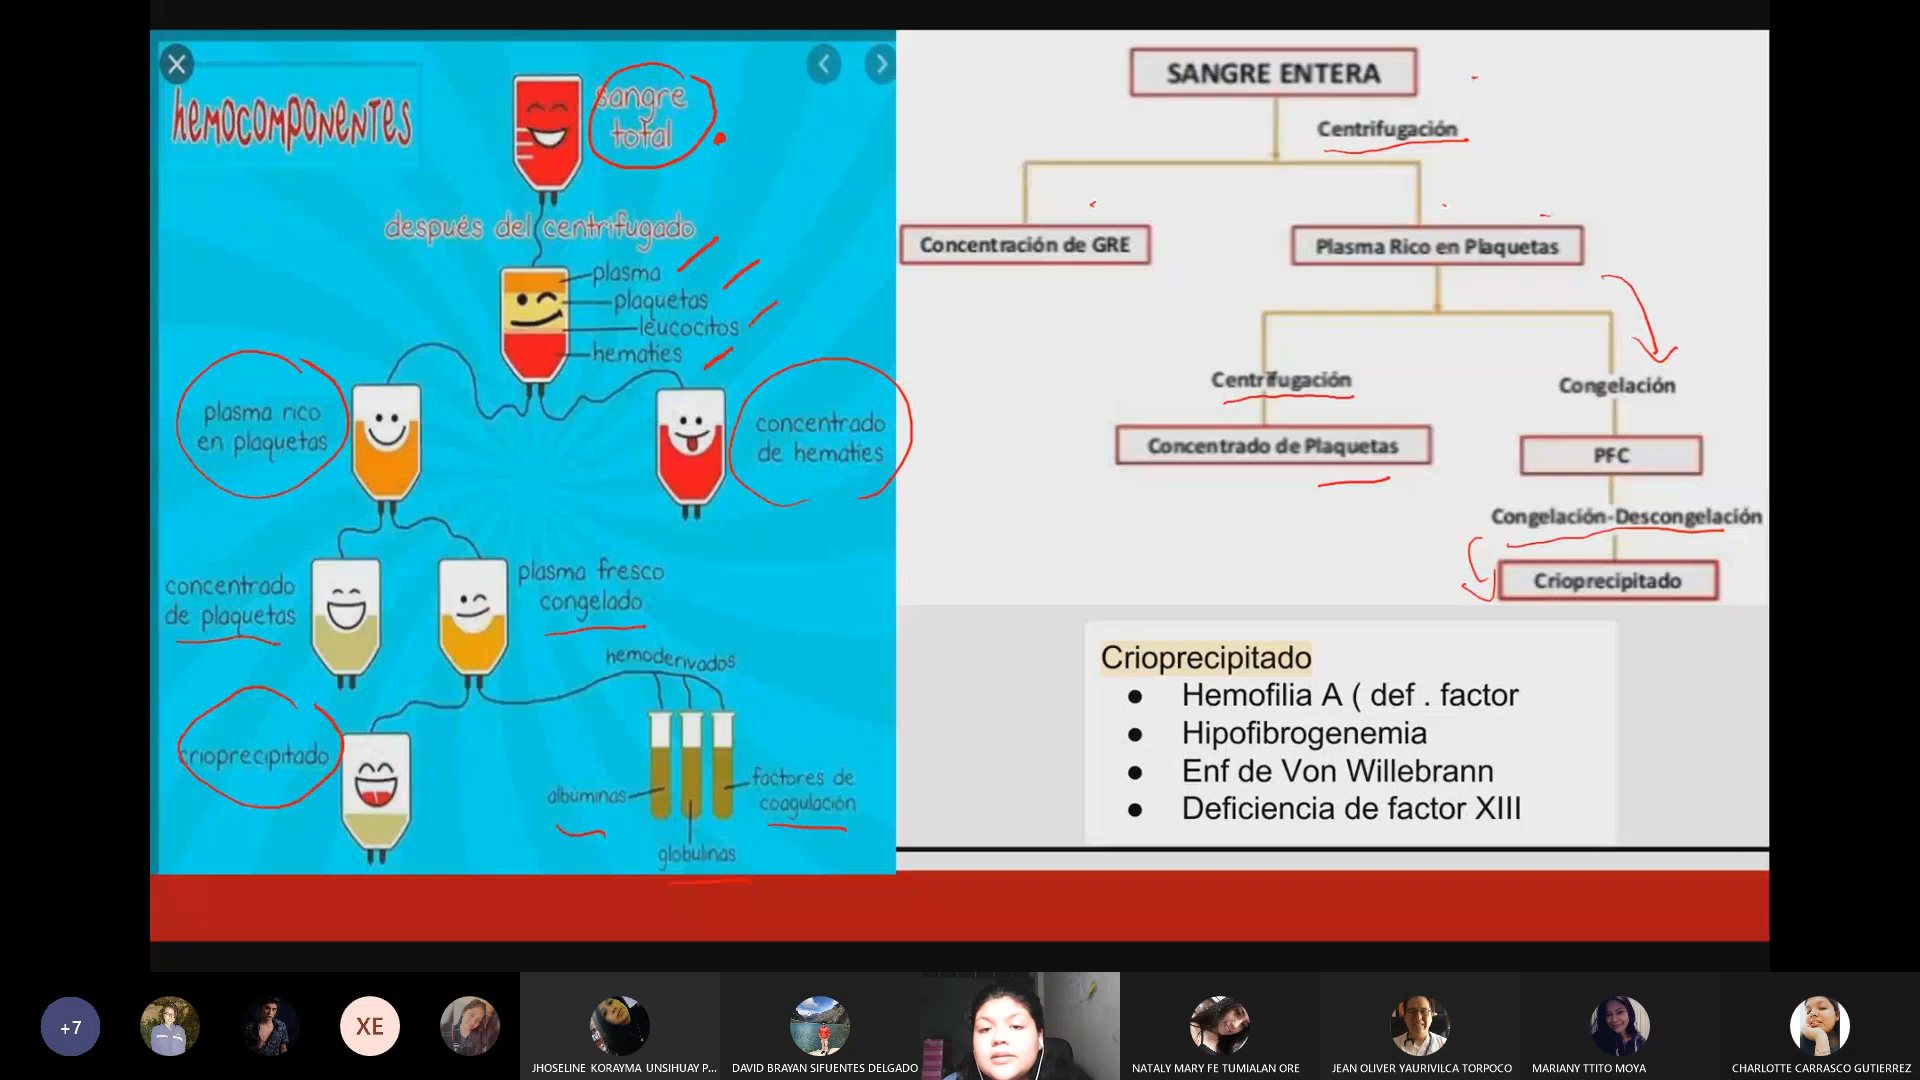 hemocomponentes
sangre
total
después del centrifugado
plasma
plaquetas
leucocitos
hematíes
plasma rico
en plaquetas
concentrado
de hematíes
concentrado
de plaquetas
plasma fresco
congelado
hemoderivados
crioprecipitado
albúminas
globulinas
factores de
coagulación
SANGRE ENTERA
Centrifugación
Concentración de GRE
Plasma Rico en Plaquetas
Centrifugación
Congelación
Concentrado de Plaquetas
PFC
Congelación-Descongelación
Crioprecipitado
Crioprecipitado
● Hemofilia A ( def . factor
● Hipofibrogenemia
● Enf de Von Willebrann
● Deficiencia de factor XIII
+7
XE
JHOSELINE KORAYMA UNSIHUAY P...
DAVID BRAYAN SIFUENTES DELGADO
NATALY MARY FE TUMIALAN ORE
JEAN OLIVER YAURIVILCA TORPOCO
MARIANY TTITO MOYA
CHARLOTTE CARRASCO GUTIERREZ